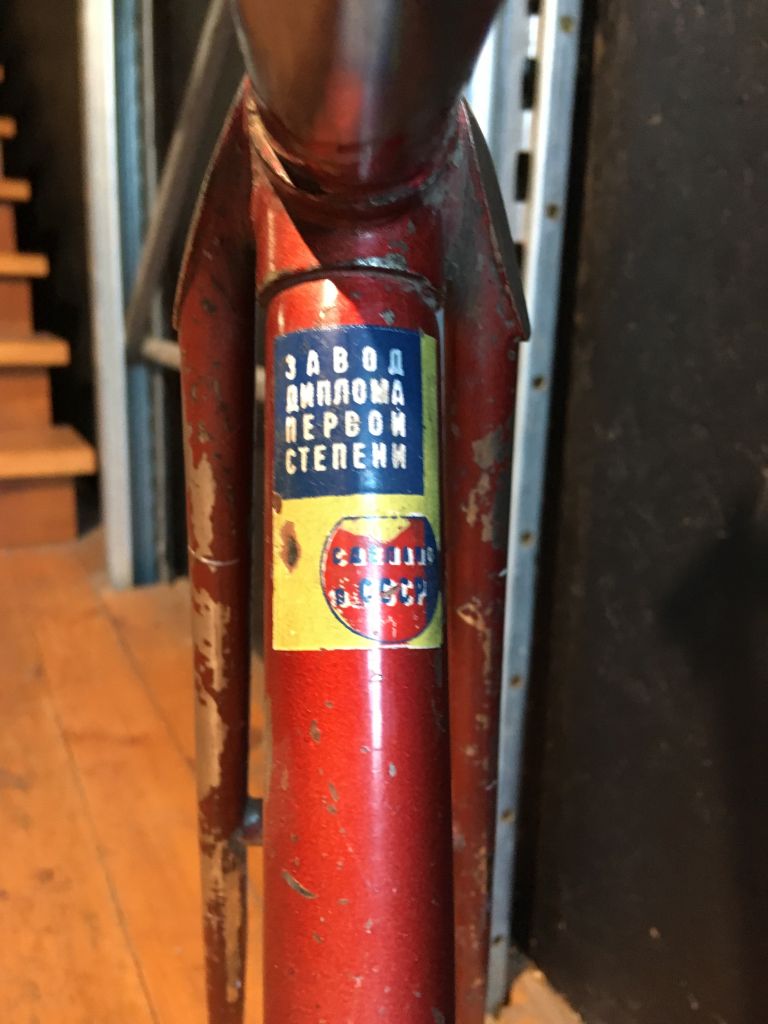 ЗАВОД
ДИПЛОМА
ПЕРВОЙ
СТЕПЕНИ
СДЕЛАНО
В СССР